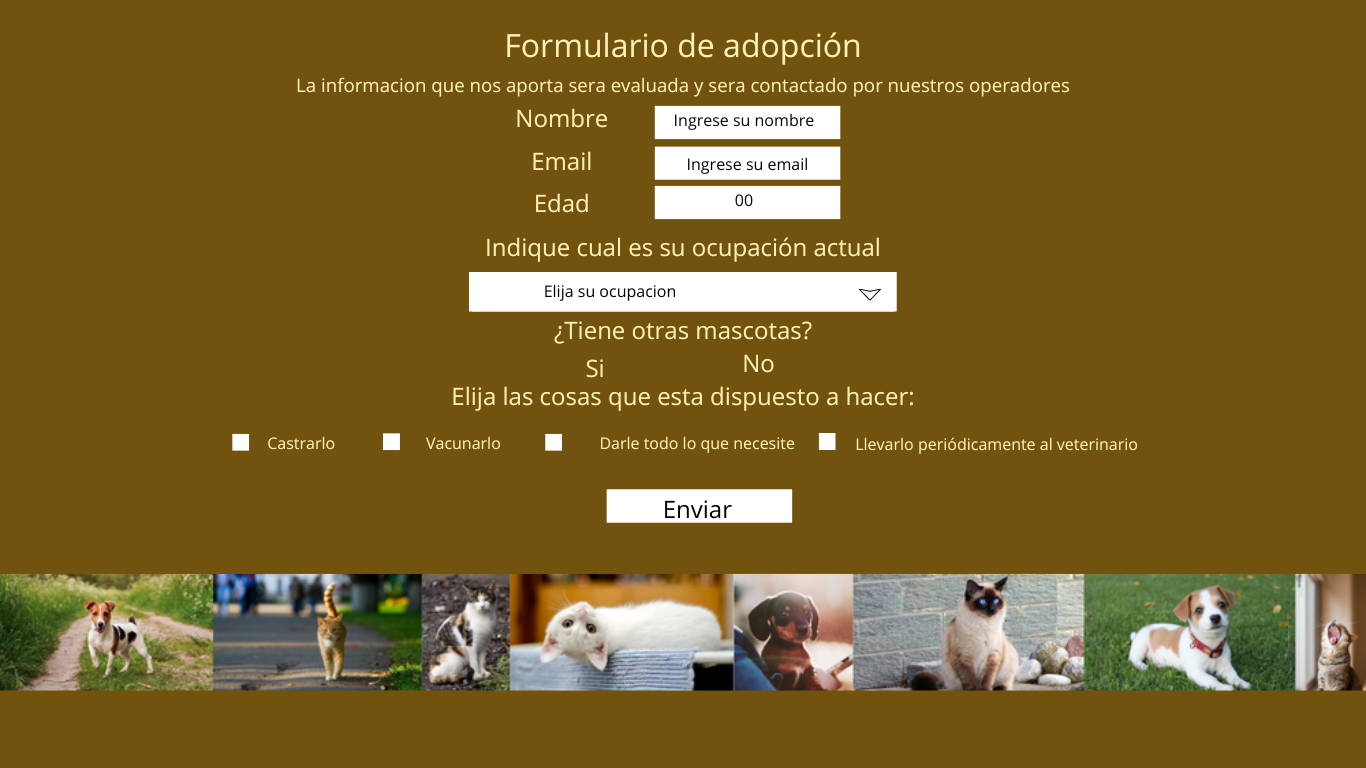 Formulario de adopción
La informacion que nos aporta sera evaluada y sera contactado por nuestros operadores
Nombre Ingrese su nombre
Email Ingrese su email
Edad 00
Indique cual es su ocupación actual
Elija su ocupacion
¿Tiene otras mascotas?
Si No
Elija las cosas que esta dispuesto a hacer:
Castrarlo Vacunarlo Darle todo lo que necesite Llevarlo periódicamente al veterinario
Enviar